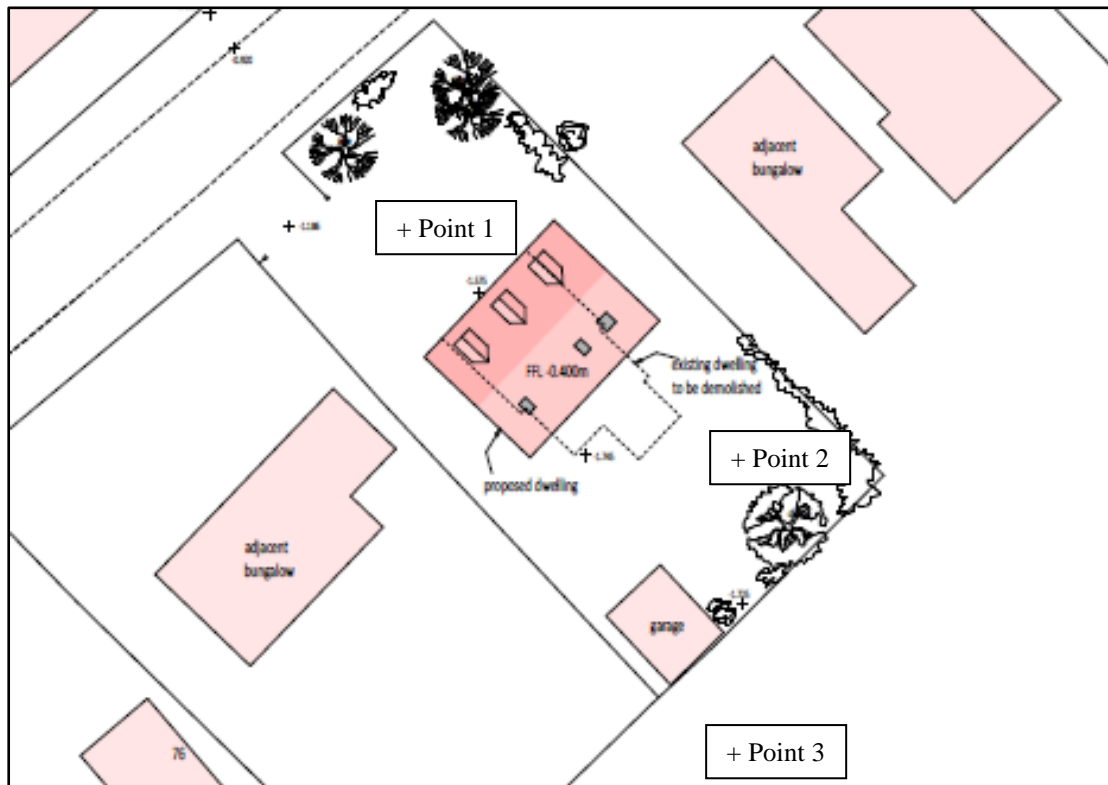 adjacent
bungalow
+ Point 1
FFL -0.400m
existing dwelling
to be demolished
+ Point 2
proposed dwelling
adjacent
bungalow
garage
+ Point 3
76